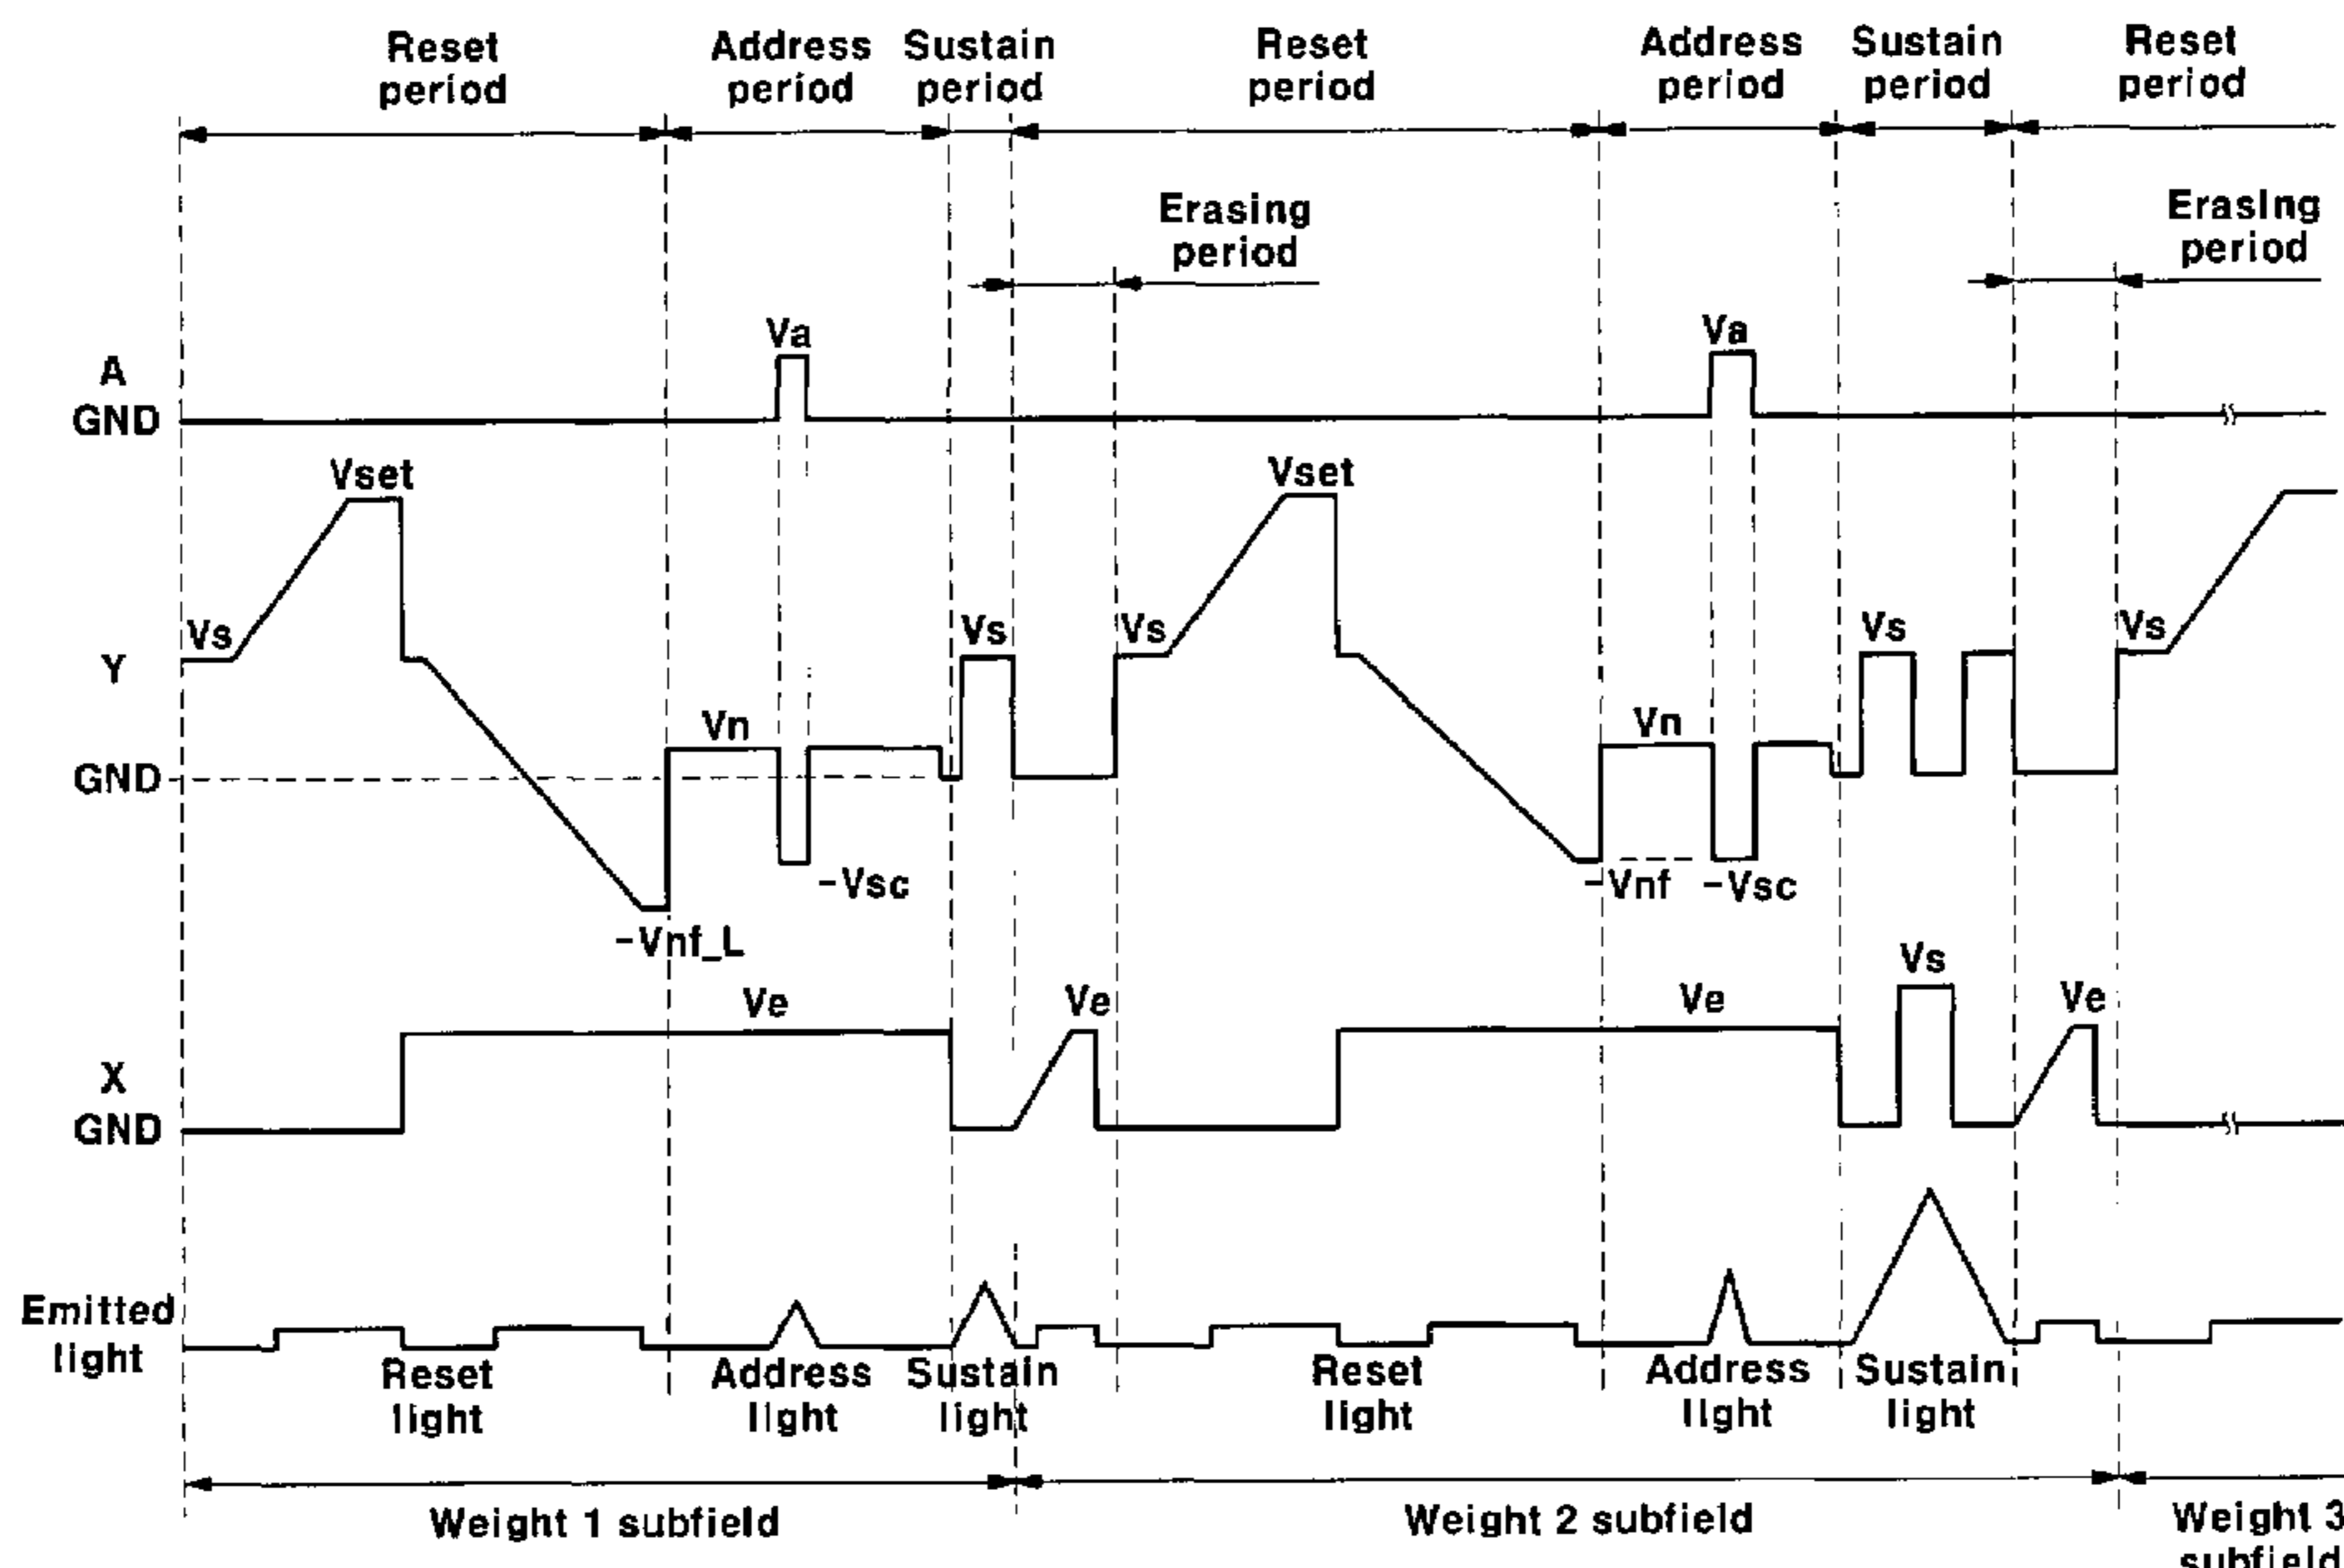 Reset Address Sustain Reset Address Sustain Reset
period period period period period period period
Erasing Erasing
period period
Va Va
A
GND
Vset Vset
Vs Vs Vs Vs Vs
Y
Vn Vn
GND
-Vsc -Vnf -Vsc
-Vnf_L
Vs
Ve Ve Ve Ve
X
GND
Emitted
light
Reset Address Sustain Reset Address Sustain
light light light light light light
Weight 1 subfield Weight 2 subfield Weight 3
subfield